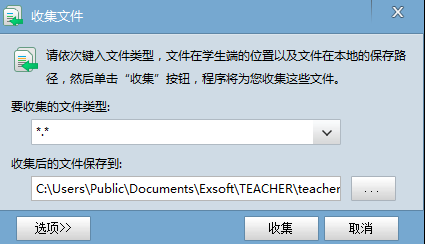 收集文件
请依次键入文件类型，文件在学生端的位置以及文件在本地的保存路
径，然后单击“收集”按钮，程序将为您收集这些文件。
要收集的文件类型:
*.*
收集后的文件保存到:
C:\Users\Public\Documents\Exsoft\TEACHER\teacher
...
选项>>
收集
取消